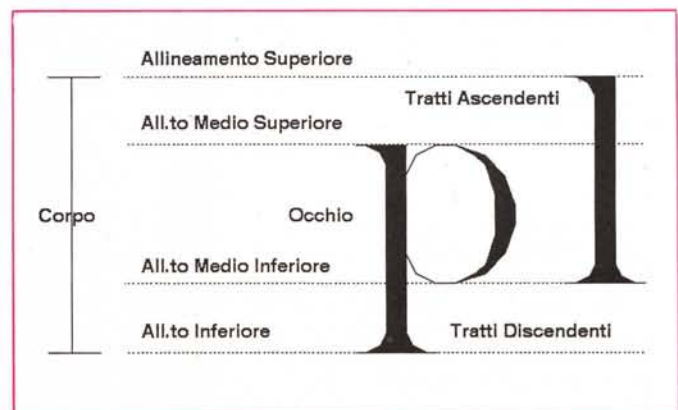 Allineamento Superiore
Tratti Ascendenti
All.to Medio Superiore
Corpo
Occhio
All.to Medio Inferiore
All.to Inferiore
Tratti Discendenti
pl